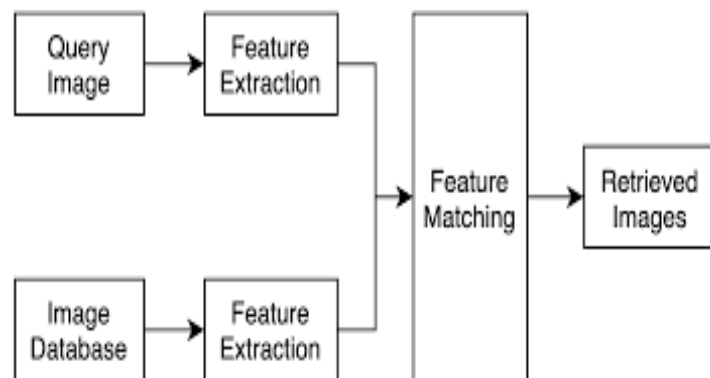 Query
Image
Feature
Extraction
Feature
Matching
Retrieved
Images
Image
Database
Feature
Extraction